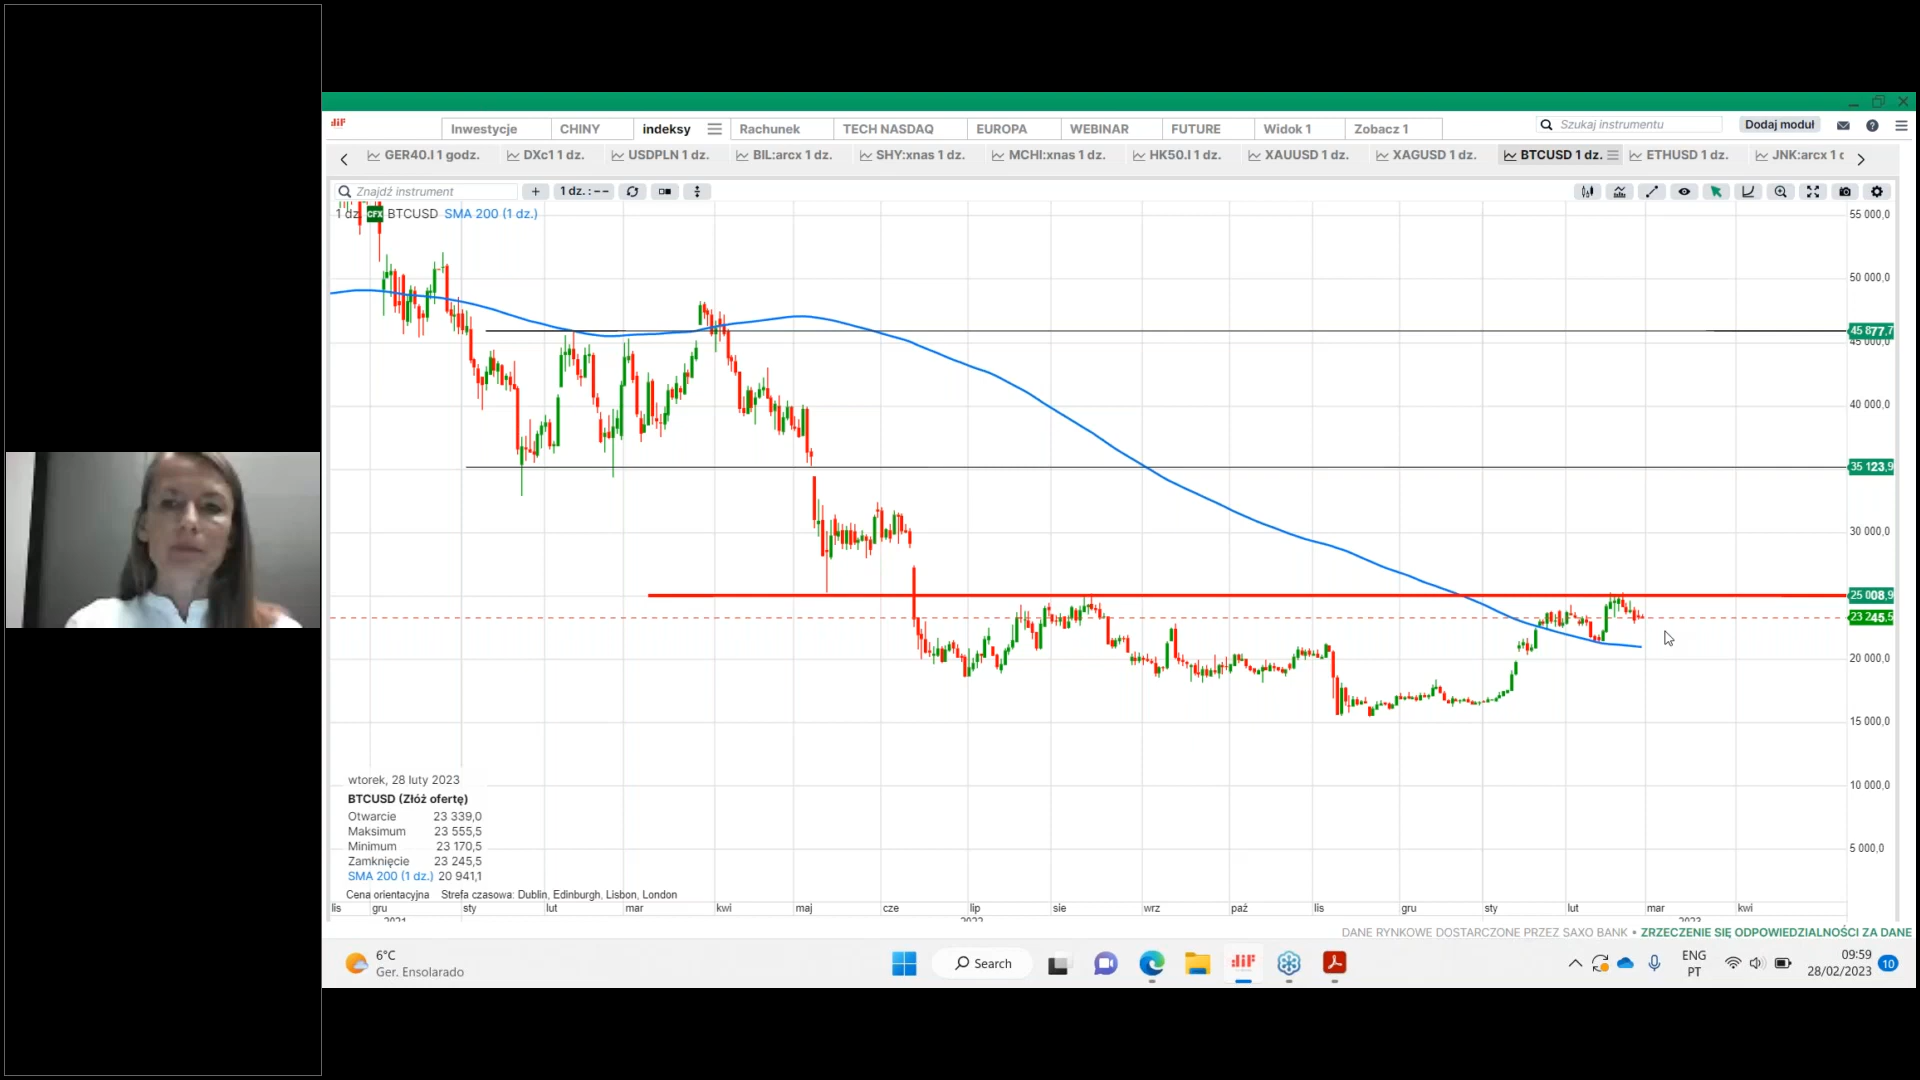 dif
Inwestycje CHINY indeksy Rachunek TECH NASDAQ EUROPA WEBINAR FUTURE Widok 1 Zobacz 1 Szukaj instrumentu Dodaj moduł
GER40.I 1 godz. DXc1 1 dz. USDPLN 1 dz. BIL:arcx 1 dz. SHY:xnas 1 dz. MCHI:xnas 1 dz. HK50.I 1 dz. XAUUSD 1 dz. XAGUSD 1 dz. BTCUSD 1 dz. ETHUSD 1 dz. JNK:arcx 1
Znajdź instrument 1 dz. : --
1 dz. CFX BTCUSD SMA 200 (1 dz.)
55 000,0
50 000,0
45 877,7
45 000,0
40 000,0
35 123,9
30 000,0
25 008,9
23 245,5
20 000,0
15 000,0
10 000,0
5 000,0
wtorek, 28 luty 2023
BTCUSD (Złóż ofertę)
Otwarcie 23 339,0
Maksimum 23 555,5
Minimum 23 170,5
Zamknięcie 23 245,5
SMA 200 (1 dz.) 20 941,1
Cena orientacyjna Strefa czasowa: Dublin, Edinburgh, Lisbon, London
lis gru sty lut mar kwi maj cze lip sie wrz paź lis gru sty lut mar kwi
2021 2022 2023
DANE RYNKOWE DOSTARCZONE PRZEZ SAXO BANK • ZRZECZENIE SIĘ ODPOWIEDZIALNOŚCI ZA DANE
6°C
Ger. Ensolarado
Search
dif
ENG
PT
09:59
28/02/2023
10